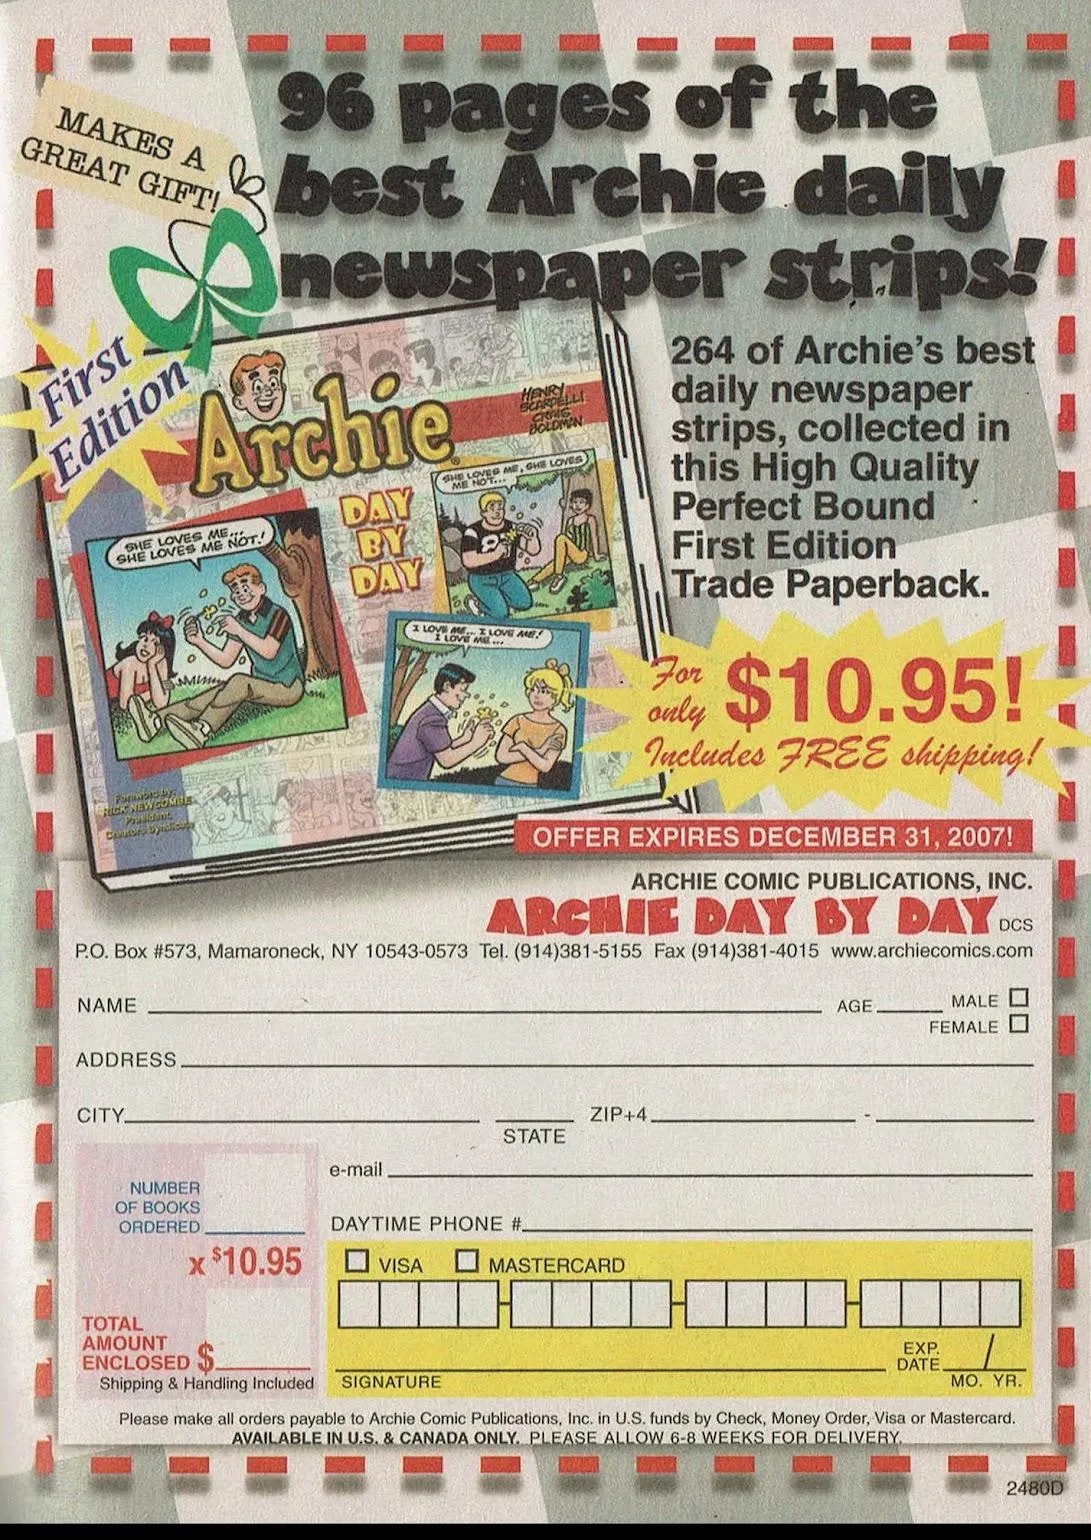 MAKES A
GREAT GIFT!
96 pages of the
best Archie daily
newspaper strips!
First
Edition
Archie
HENRY
SCARPELLI
CRAIG
BOLDMAN
DAY
BY
DAY
SHE LOVES ME...
SHE LOVES ME NOT!
SHE LOVES ME, SHE LOVES
ME NOT...
I LOVE ME... I LOVE ME!
I LOVE ME...
Foreword by:
RICK NEWCOMBE
President,
Creators Syndicate
264 of Archie's best
daily newspaper
strips, collected in
this High Quality
Perfect Bound
First Edition
Trade Paperback.
For
only $10.95!
Includes FREE shipping!
OFFER EXPIRES DECEMBER 31, 2007!
ARCHIE COMIC PUBLICATIONS, INC.
ARCHIE DAY BY DAY DCS
P.O. Box #573, Mamaroneck, NY 10543-0573 Tel. (914)381-5155 Fax (914)381-4015 www.archiecomics.com
NAME AGE MALE
FEMALE
ADDRESS
CITY STATE ZIP+4 -
e-mail
DAYTIME PHONE #
NUMBER
OF BOOKS
ORDERED
x $10.95
TOTAL
AMOUNT
ENCLOSED $
Shipping & Handling Included
VISA MASTERCARD
EXP.
DATE /
SIGNATURE MO. YR.
Please make all orders payable to Archie Comic Publications, Inc. in U.S. funds by Check, Money Order, Visa or Mastercard.
AVAILABLE IN U.S. & CANADA ONLY. PLEASE ALLOW 6-8 WEEKS FOR DELIVERY.
2480D